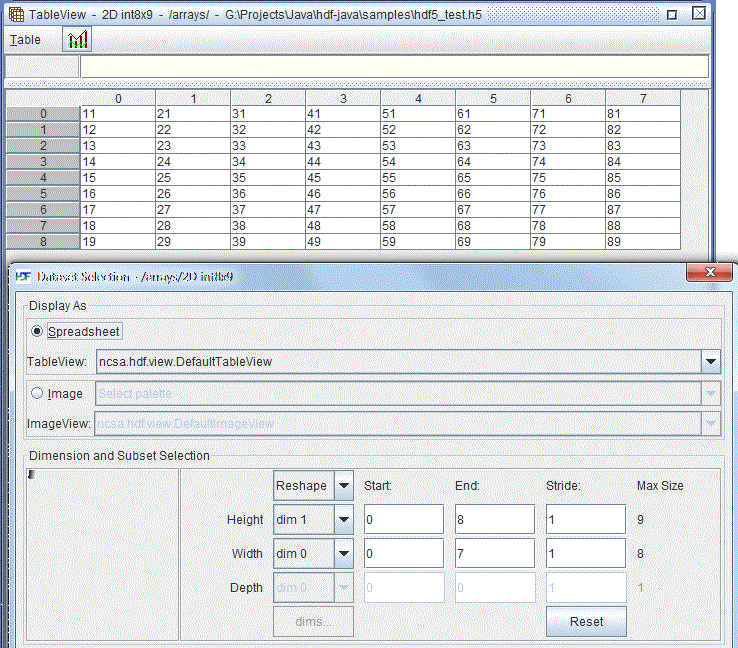 TableView - 2D int8x9 - /arrays/ - G:\Projects\Java\hdf-java\samples\hdf5_test.h5
Table
0 1 2 3 4 5 6 7
0 11 21 31 41 51 61 71 81
1 12 22 32 42 52 62 72 82
2 13 23 33 43 53 63 73 83
3 14 24 34 44 54 64 74 84
4 15 25 35 45 55 65 75 85
5 16 26 36 46 56 66 76 86
6 17 27 37 47 57 67 77 87
7 18 28 38 48 58 68 78 88
8 19 29 39 49 59 69 79 89
HDF Dataset Selection - /arrays/2D int8x9
Display As
Spreadsheet
TableView: ncsa.hdf.view.DefaultTableView
Image Select palette
ImageView: ncsa.hdf.view.DefaultImageView
Dimension and Subset Selection
Reshape Start: End: Stride: Max Size
Height dim 1 0 8 1 9
Width dim 0 0 7 1 8
Depth dim 0 0 0 1 1
dims... Reset